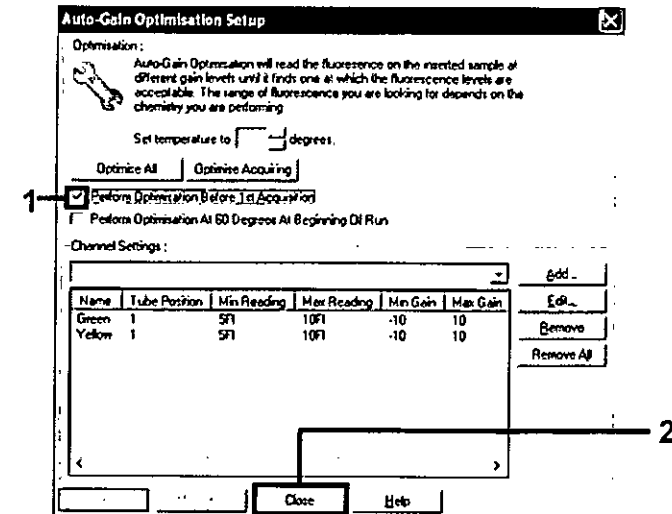 Auto-Gain Optimisation Setup
Optimisation :
Auto-Gain Optimisation will read the fluoresence on the inserted sample at
different gain levels until it finds one at which the fluorescence levels are
acceptable. The range of fluorescence you are looking for depends on the
chemistry you are performing
Set temperature to degrees.
Optimise All Optimise Acquiring
1
Perform Optimisation Before 1st Acquisition
Perform Optimisation At 60 Degrees At Beginning Of Run
Channel Settings :
Add...
Name Tube Position Min Reading Max Reading Min Gain Max Gain
Edit...
Green 1 5Fl 10Fl -10 10
Yellow 1 5Fl 10Fl -10 10
Remove
Remove All
2
Close Help